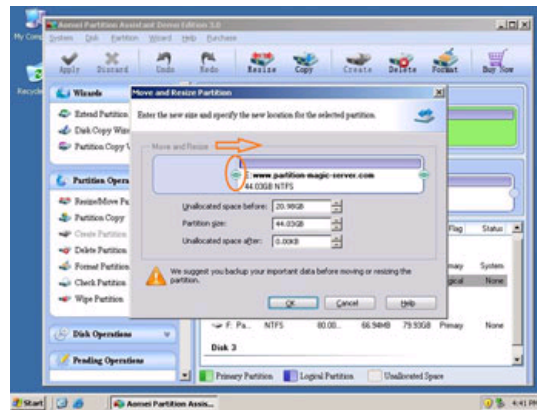 Aomei Partition Assistant Demo Edition 3.0
My Comp
System Disk Partition Wizard Help Purchase
Apply Discard Undo Redo Resize Copy Create Delete Format Buy Now
Recycle
Wizards
Extend Partition
Disk Copy Wiza
Partition Copy W
Move and Resize Partition
Enter the new size and specify the new location for the selected partition.
Move and Resize
www.partition-magic-server.com
44.03GB NTFS
Unallocated space before: 20.98GB
Partition size: 44.03GB
Unallocated space after: 0.00KB
We suggest you backup your important data before moving or resizing the
partition.
OK Cancel Help
Partition Opera
Resize/Move Pa
Partition Copy
Create Partition
Delete Partition
Format Partition
Check Partition
Wipe Partition
Flag Status
System
None
F: Pa... NTFS 80.00... 66.94MB 79.93GB Primary None
Disk 3
Disk Operations
Pending Operations
Primary Partition Logical Partition Unallocated Space
Start
Aomei Partition Assis...
4:41 PM